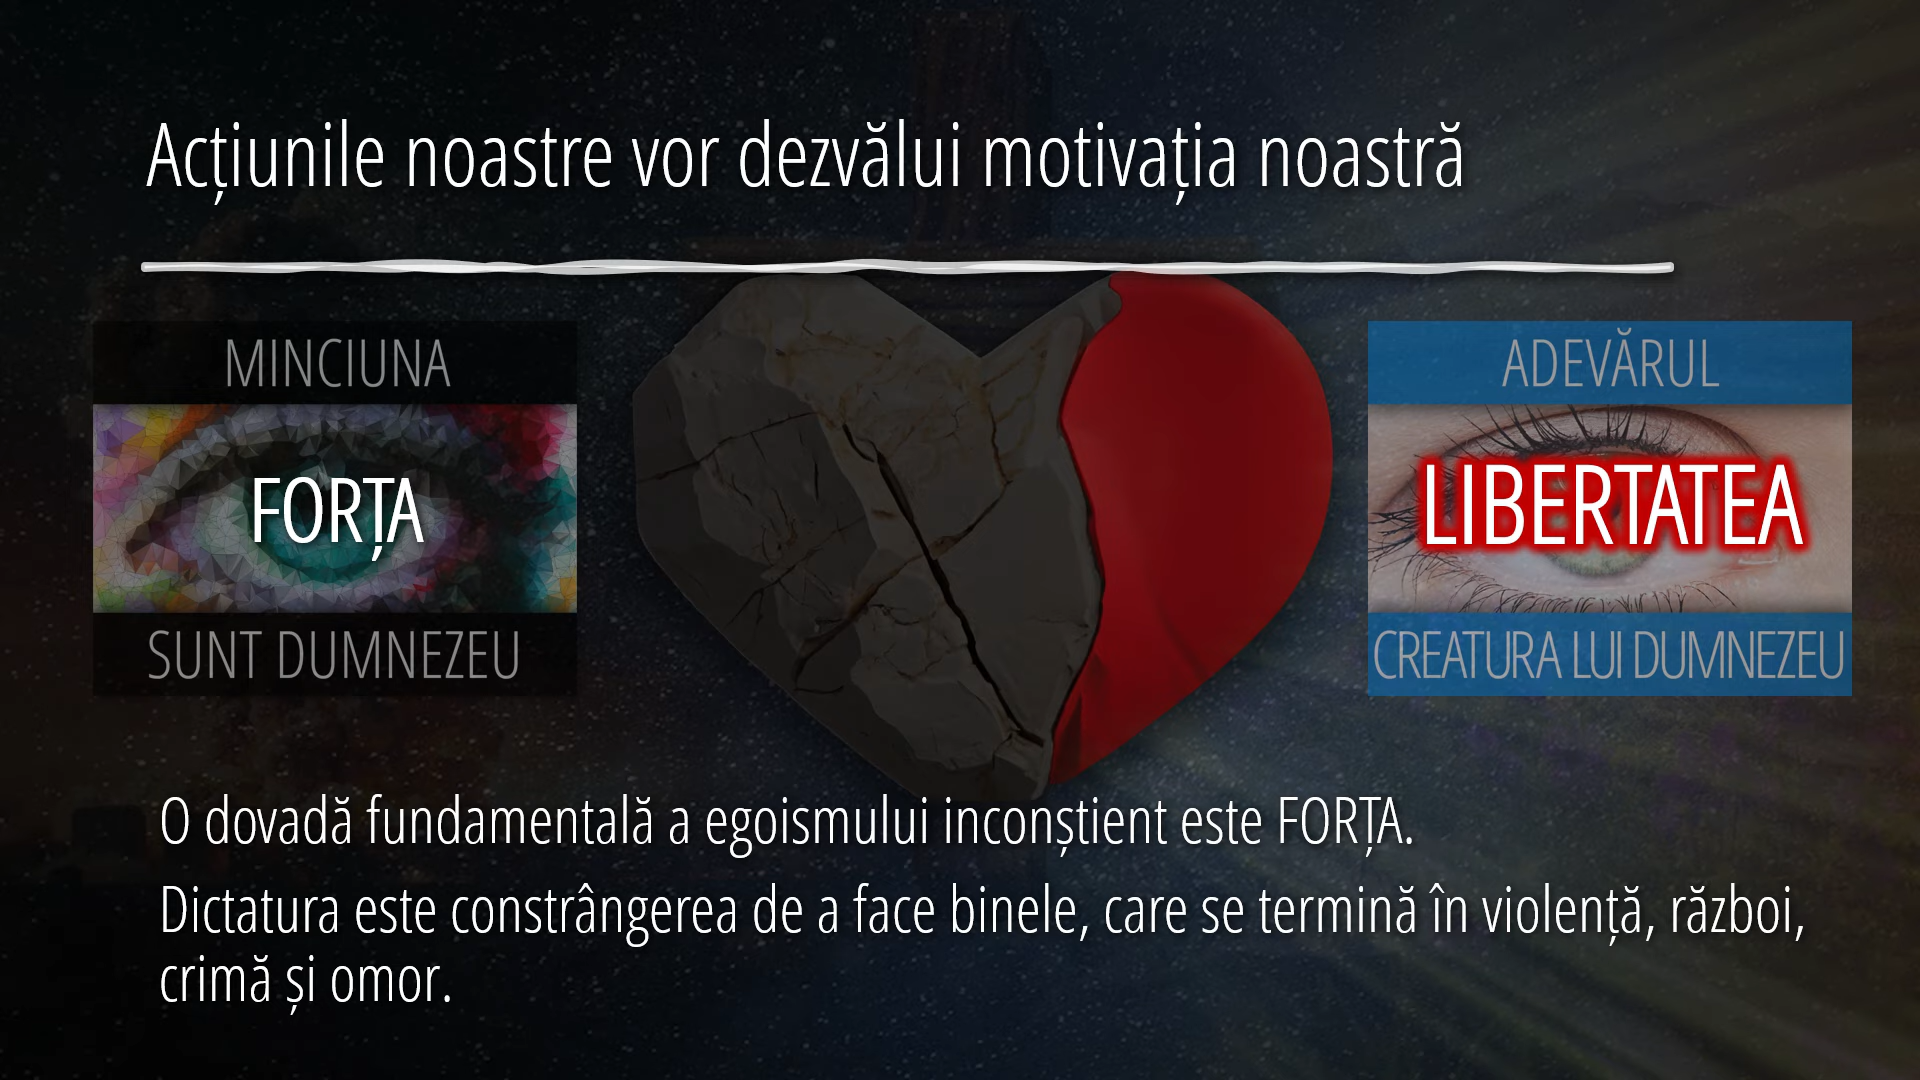 Acțiunile noastre vor dezvălui motivația noastră
MINCIUNA
FORȚA
SUNT DUMNEZEU
ADEVĂRUL
LIBERTATEA
CREATURA LUI DUMNEZEU
O dovadă fundamentală a egoismului inconștient este FORȚA.
Dictatura este constrângerea de a face binele, care se termină în violență, război,
crimă și omor.